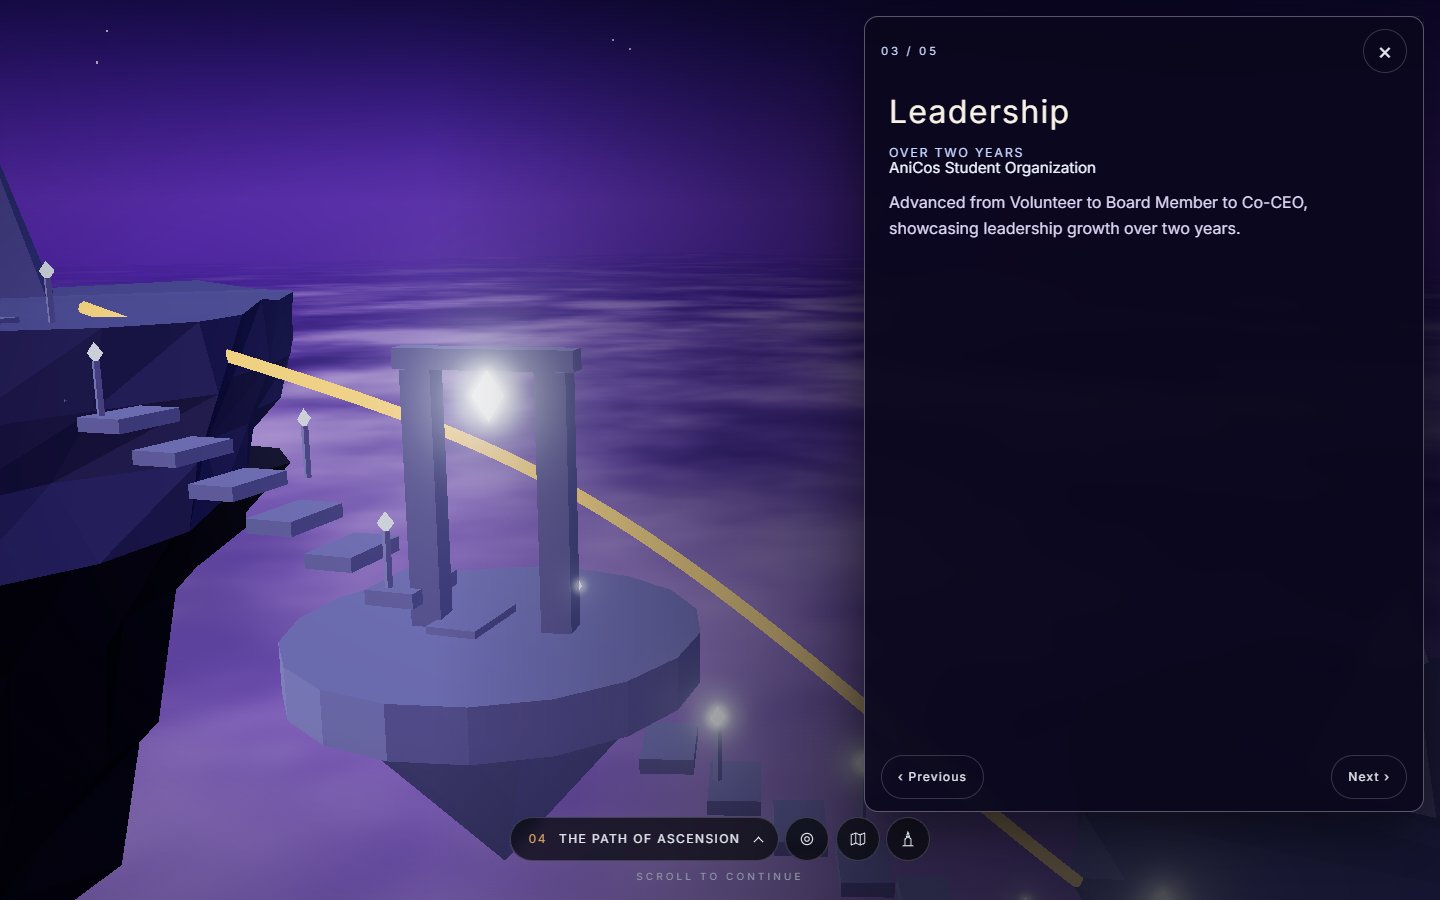 03 / 05
×
Leadership
OVER TWO YEARS
AniCos Student Organization
Advanced from Volunteer to Board Member to Co-CEO,
showcasing leadership growth over two years.
‹ Previous
Next ›
04 THE PATH OF ASCENSION
SCROLL TO CONTINUE